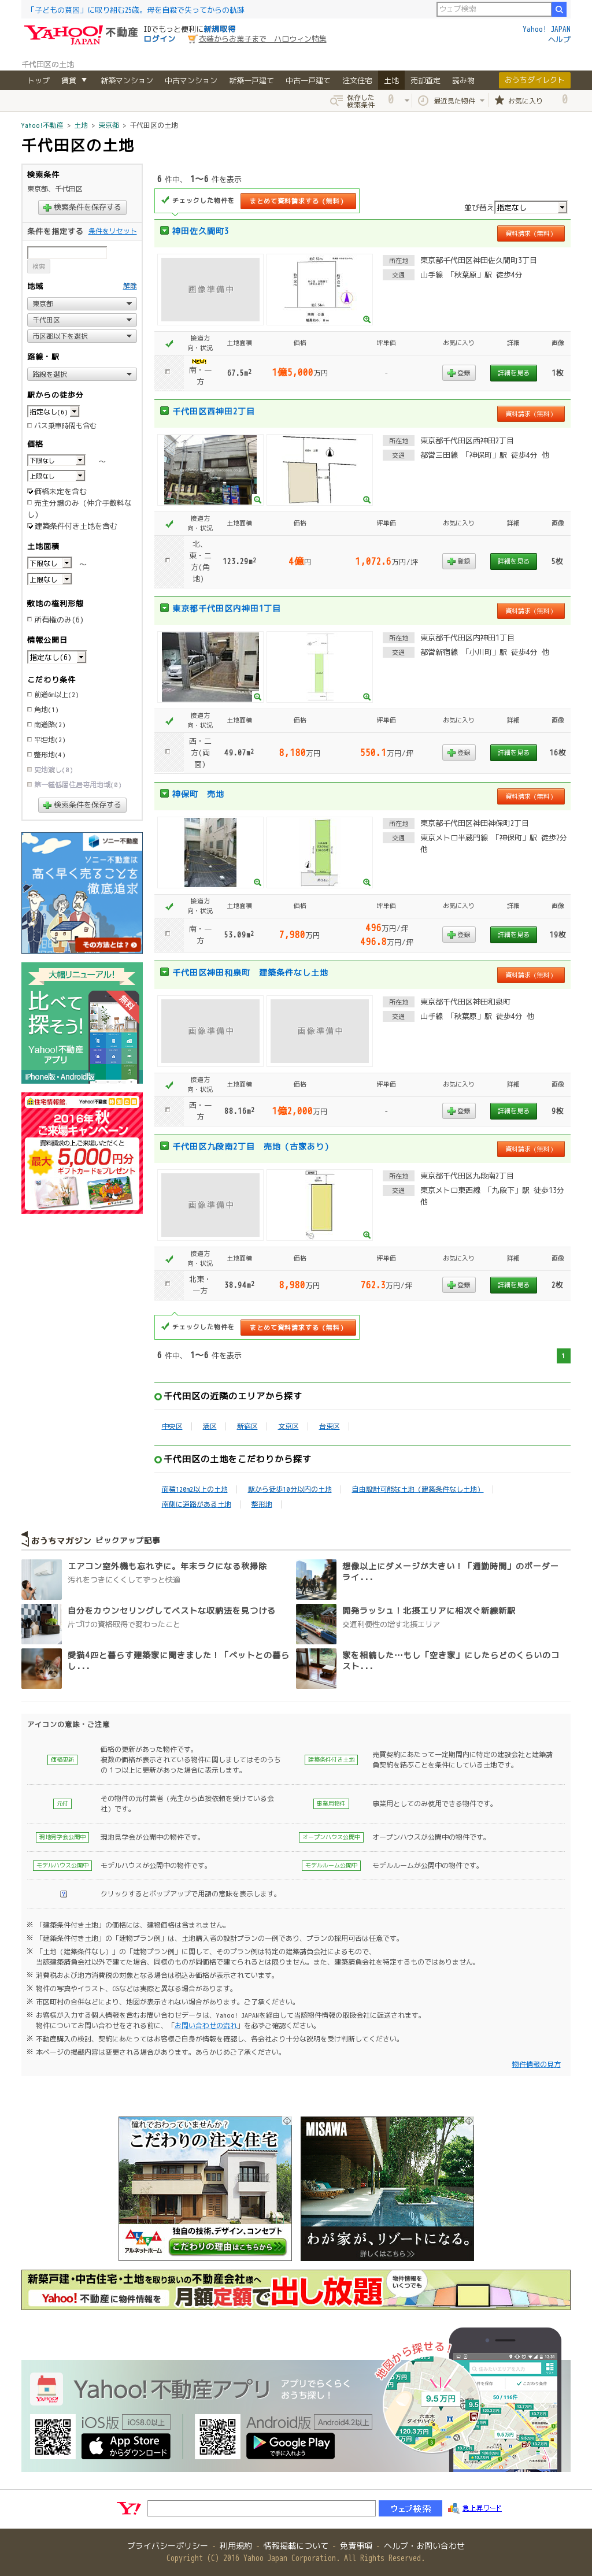 「子どもの貧困」に取り組む25歳。母を自殺で失ってからの軌跡
ウェブ検索
YAHOO!不動産 JAPAN
IDでもっと便利に新規取得
ログイン
衣装からお菓子まで ハロウィン特集
Yahoo! JAPAN
ヘルプ
千代田区の土地
トップ 賃貸 ▼ 新築マンション 中古マンション 新築一戸建て 中古一戸建て 注文住宅 土地 売却査定 読み物 おうちダイレクト
保存した検索条件 0 最近見た物件 お気に入り 0
Yahoo!不動産 > 土地 > 東京都 > 千代田区の土地
千代田区の土地
検索条件
東京都、千代田区
検索条件を保存する
条件を指定する 条件をリセット
検索
地域 解除
東京都
千代田区
市区郡以下を選択
路線・駅
路線を選択
駅からの徒歩分
指定なし(6)
バス乗車時間も含む
価格
下限なし ～
上限なし
価格未定を含む
売主分譲のみ (仲介手数料なし)
建築条件付き土地を含む
土地面積
下限なし ～
上限なし
敷地の権利形態
所有権のみ(6)
情報公開日
指定なし(6)
こだわり条件
前道6m以上(2)
角地(1)
南道路(2)
平坦地(2)
整形地(4)
更地渡し(0)
第一種低層住居専用地域(0)
検索条件を保存する
ソニー不動産
ソニー不動産は
高く早く売ることを
徹底追求
その方法とは?
大幅リニューアル!
比べて探そう!
無料
Yahoo!不動産アプリ
iPhone版・Android版
住宅情報館 Yahoo!不動産
2016年秋
ご来場キャンペーン
資料請求の上、ご来場いただくと
最大5,000円分
ギフトカードをプレゼント
6 件中、 1～6 件を表示
チェックした物件を まとめて資料請求する (無料)
並び替え 指定なし
神田佐久間町3 資料請求 (無料)
画像準備中
所在地 東京都千代田区神田佐久間町3丁目
交通 山手線 「秋葉原」駅 徒歩4分
接道方向・状況 土地面積 価格 坪単価 お気に入り 詳細 画像
NEW! 南・一方 67.5m2 1億5,000万円 - 登録 詳細を見る 1枚
千代田区西神田2丁目 資料請求 (無料)
所在地 東京都千代田区西神田2丁目
交通 都営三田線 「神保町」駅 徒歩4分 他
接道方向・状況 土地面積 価格 坪単価 お気に入り 詳細 画像
北、東・二方(角地) 123.29m2 4億円 1,072.6万円/坪 登録 詳細を見る 5枚
東京都千代田区内神田1丁目 資料請求 (無料)
所在地 東京都千代田区内神田1丁目
交通 都営新宿線 「小川町」駅 徒歩4分 他
接道方向・状況 土地面積 価格 坪単価 お気に入り 詳細 画像
西・二方(両面) 49.07m2 8,180万円 550.1万円/坪 登録 詳細を見る 16枚
神保町 売地 資料請求 (無料)
所在地 東京都千代田区神田神保町2丁目
交通 東京メトロ半蔵門線 「神保町」駅 徒歩2分 他
接道方向・状況 土地面積 価格 坪単価 お気に入り 詳細 画像
南・一方 53.09m2 7,980万円 496万円/坪 496.8万円/坪 登録 詳細を見る 19枚
千代田区神田和泉町 建築条件なし土地 資料請求 (無料)
画像準備中 画像準備中
所在地 東京都千代田区神田和泉町
交通 山手線 「秋葉原」駅 徒歩4分 他
接道方向・状況 土地面積 価格 坪単価 お気に入り 詳細 画像
西・一方 88.16m2 1億2,000万円 - 登録 詳細を見る 9枚
千代田区九段南2丁目 売地 (古家あり) 資料請求 (無料)
画像準備中
所在地 東京都千代田区九段南2丁目
交通 東京メトロ東西線 「九段下」駅 徒歩13分 他
接道方向・状況 土地面積 価格 坪単価 お気に入り 詳細 画像
北東・一方 38.94m2 8,980万円 762.3万円/坪 登録 詳細を見る 2枚
チェックした物件を まとめて資料請求する (無料)
6 件中、 1～6 件を表示 1
千代田区の近隣のエリアから探す
中央区 港区 新宿区 文京区 台東区
千代田区の土地をこだわりから探す
面積120m2以上の土地 駅から徒歩10分以内の土地 自由設計可能な土地 (建築条件なし土地)
南側に道路がある土地 整形地
おうちマガジン ピックアップ記事
エアコン室外機も忘れずに。年末ラクになる秋掃除
汚れをつきにくくしてずっと快適
想像以上にダメージが大きい!「通勤時間」のボーダーライ...
自分をカウンセリングしてベストな収納法を見つける
片づけの資格取得で変わったこと
開発ラッシュ!北摂エリアに相次ぐ新線新駅
交通利便性の増す北摂エリア
愛猫4匹と暮らす建築家に聞きました!「ペットとの暮らし...
家を相続した…もし「空き家」にしたらどのくらいのコスト...
アイコンの意味・ご注意
価格更新 価格の更新があった物件です。複数の価格が表示されている物件に関しましてはそのうちの1つ以上に更新があった場合に表示します。
建築条件付き土地 売買契約にあたって一定期間内に特定の建設会社と建築請負契約を結ぶことを条件にしている土地です。
元付 その物件の元付業者 (売主から直接依頼を受けている会社) です。
事業用物件 事業用としてのみ使用できる物件です。
現地見学会公開中 現地見学会が公開中の物件です。
オープンハウス公開中 オープンハウスが公開中の物件です。
モデルハウス公開中 モデルハウスが公開中の物件です。
モデルルーム公開中 モデルルームが公開中の物件です。
? クリックするとポップアップで用語の意味を表示します。
※ 「建築条件付き土地」の価格には、建物価格は含まれません。
※ 「建築条件付き土地」の「建物プラン例」は、土地購入者の設計プランの一例であり、プランの採用可否は任意です。
※ 「土地 (建築条件なし) 」の「建物プラン例」に関して、そのプラン例は特定の建築請負会社によるもので、
当該建築請負会社以外で建てた場合、同様のものが同価格で建てられるとは限りません。また、建築請負会社を特定するものではありません。
※ 消費税および地方消費税の対象となる場合は税込み価格が表示されています。
※ 物件の写真やイラスト、CGなどは実際と異なる場合があります。
※ 市区町村の合併などにより、地図が表示されない場合があります。ご了承ください。
※ お客様が入力する個人情報を含むお問い合わせデータは、Yahoo! JAPANを経由して当該物件情報の取扱会社に転送されます。
物件についてお問い合わせをされる前に、「お問い合わせの流れ」を必ずご確認ください。
※ 不動産購入の検討、契約にあたってはお客様ご自身が情報を確認し、各会社より十分な説明を受け判断してください。
※ 本ページの掲載内容は変更される場合があります。あらかじめご了承ください。
物件情報の見方
憧れでおわっていませんか?
こだわりの注文住宅
アルネットホーム
独自の技術、デザイン、コンセプト
こだわりの理由はこちらから
MISAWA
わが家が、リゾートになる。
詳しくはこちら
新築戸建・中古住宅・土地を取り扱いの不動産会社様へ
Yahoo!不動産に物件情報を
月額定額で出し放題
物件情報をいくつでも
Yahoo!不動産アプリ
アプリでらくらくおうち探し!
iOS版 iOS8.0以上
App Storeからダウンロード
Android版 Android4.2以上
Google Play で手に入れよう
地図から探せる!
9.5万円
120.3万円
Y! ウェブ検索 急上昇ワード
プライバシーポリシー - 利用規約 - 情報掲載について - 免責事項 - ヘルプ・お問い合わせ
Copyright (C) 2016 Yahoo Japan Corporation. All Rights Reserved.